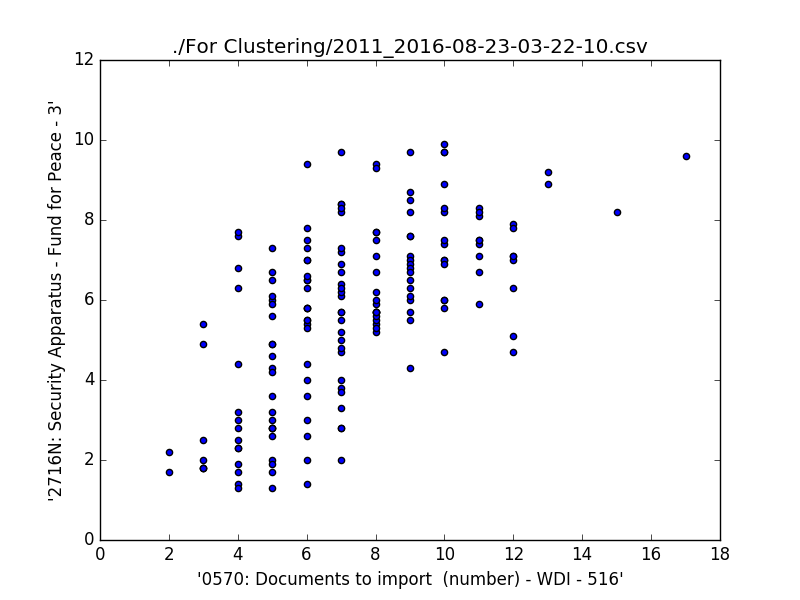 ./For Clustering/2011_2016-08-23-03-22-10.csv
12
10
8
6
4
2
0
'2716N: Security Apparatus - Fund for Peace - 3'
0 2 4 6 8 10 12 14 16 18
'0570: Documents to import  (number) - WDI - 516'